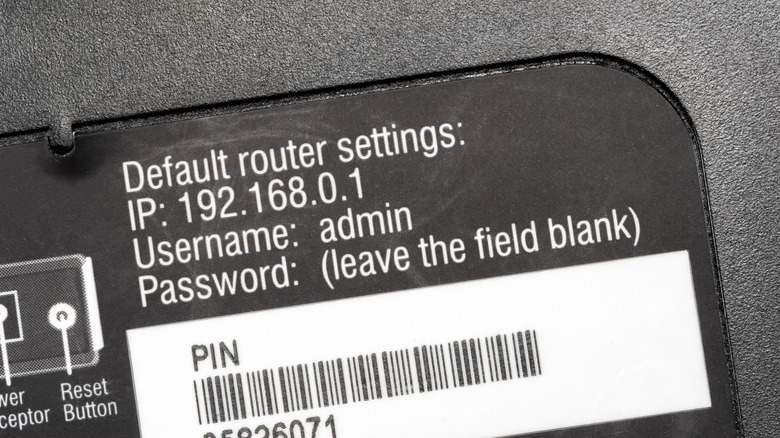 Default router settings:
IP: 192.168.0.1
Username: admin
Password: (leave the field blank)
PIN
Reset
Button